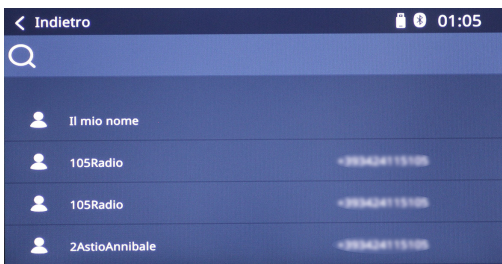 Indietro 01:05
Il mio nome
105Radio
105Radio
2AstioAnnibale